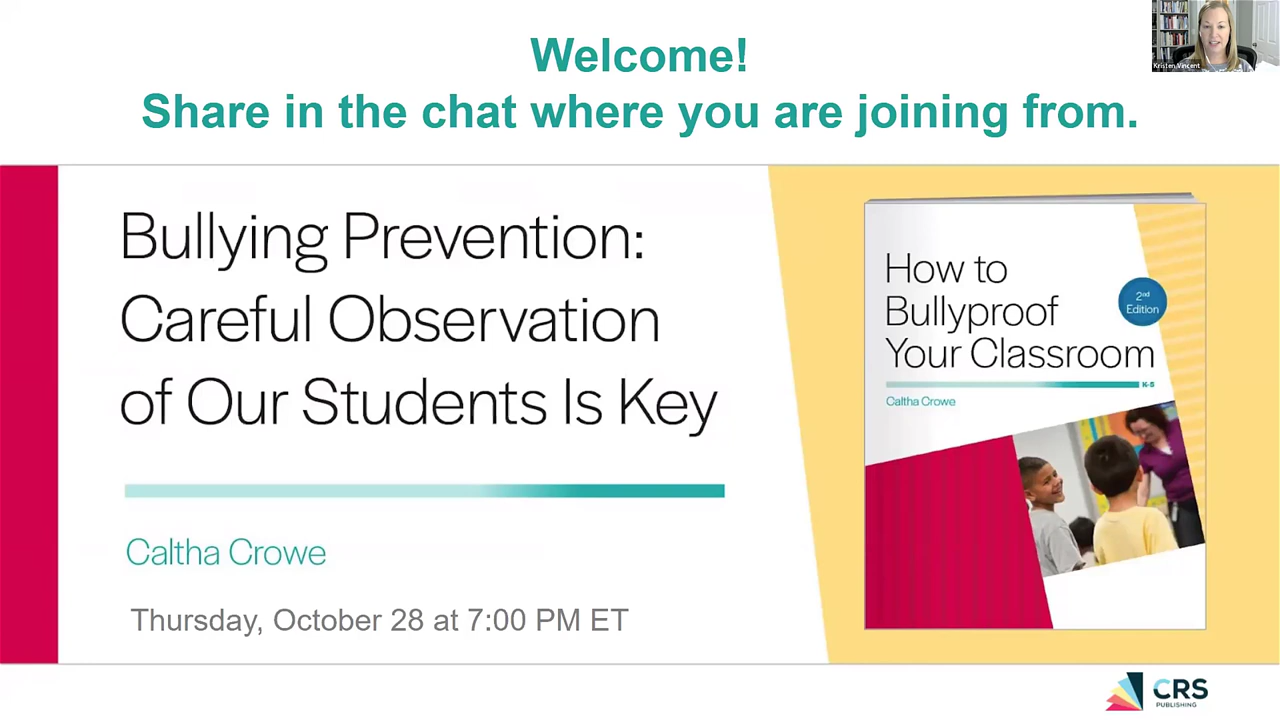 Welcome!
Share in the chat where you are joining from.
Kristen Vincent
Bullying Prevention:
Careful Observation
of Our Students Is Key
Caltha Crowe
Thursday, October 28 at 7:00 PM ET
How to
Bullyproof
Your Classroom
2nd
Edition
K-5
Caltha Crowe
CRS
PUBLISHING